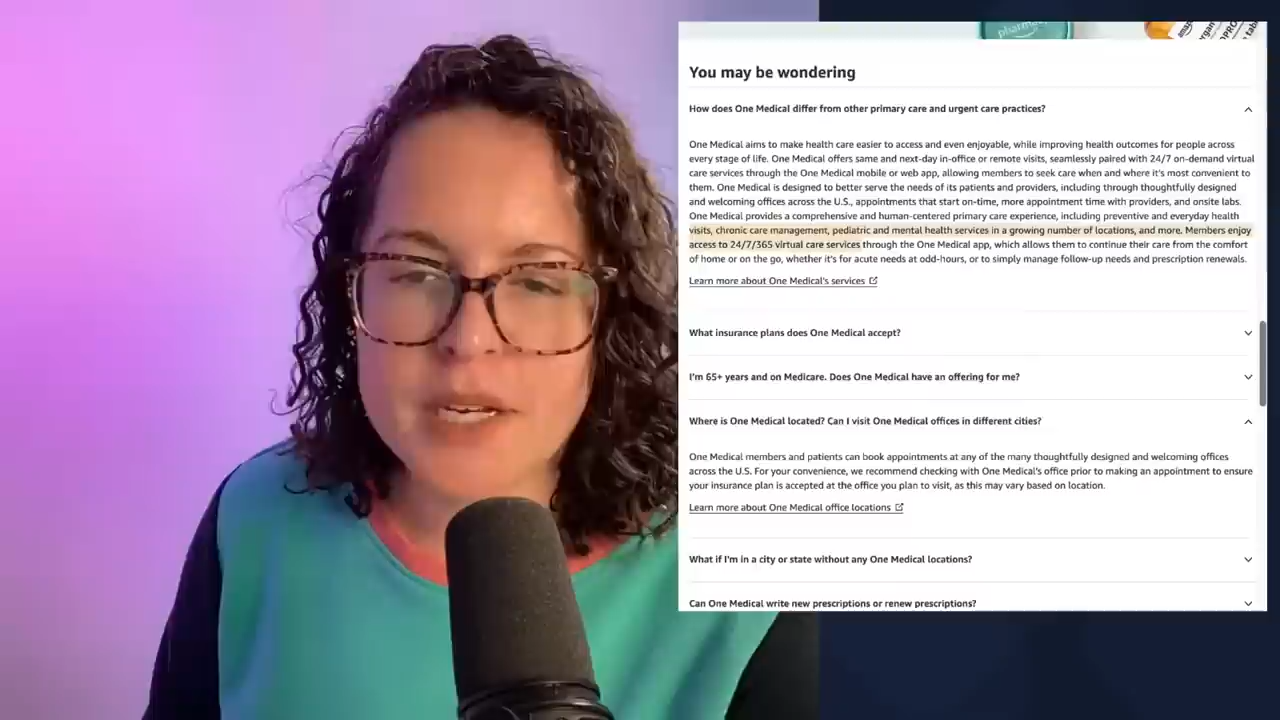 pharmacy
You may be wondering
How does One Medical differ from other primary care and urgent care practices?
One Medical aims to make health care easier to access and even enjoyable, while improving health outcomes for people across
every stage of life. One Medical offers same and next-day in-office or remote visits, seamlessly paired with 24/7 on-demand virtual
care services through the One Medical mobile or web app, allowing members to seek care when and where it's most convenient to
them. One Medical is designed to better serve the needs of its patients and providers, including through thoughtfully designed
and welcoming offices across the U.S., appointments that start on-time, more appointment time with providers, and onsite labs.
One Medical provides a comprehensive and human-centered primary care experience, including preventive and everyday health
visits, chronic care management, pediatric and mental health services in a growing number of locations, and more. Members enjoy
access to 24/7/365 virtual care services through the One Medical app, which allows them to continue their care from the comfort
of home or on the go, whether it's for acute needs at odd-hours, or to simply manage follow-up needs and prescription renewals.
Learn more about One Medical's services
What insurance plans does One Medical accept?
I'm 65+ years and on Medicare. Does One Medical have an offering for me?
Where is One Medical located? Can I visit One Medical offices in different cities?
One Medical members and patients can book appointments at any of the many thoughtfully designed and welcoming offices
across the U.S. For your convenience, we recommend checking with One Medical's office prior to making an appointment to ensure
your insurance plan is accepted at the office you plan to visit, as this may vary based on location.
Learn more about One Medical office locations
What if I'm in a city or state without any One Medical locations?
Can One Medical write new prescriptions or renew prescriptions?